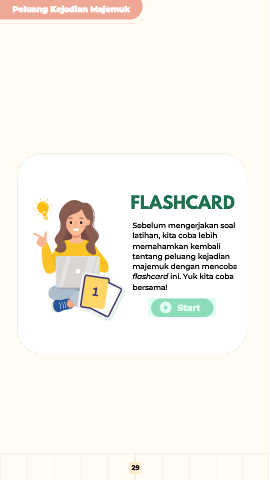 Peluang Kejadian Majemuk
FLASHCARD
Sebelum mengerjakan soal
latihan, kita coba lebih
memahamkan kembali
tentang peluang kejadian
majemuk dengan mencoba
flashcard ini. Yuk kita coba
bersama!
1
Start
29